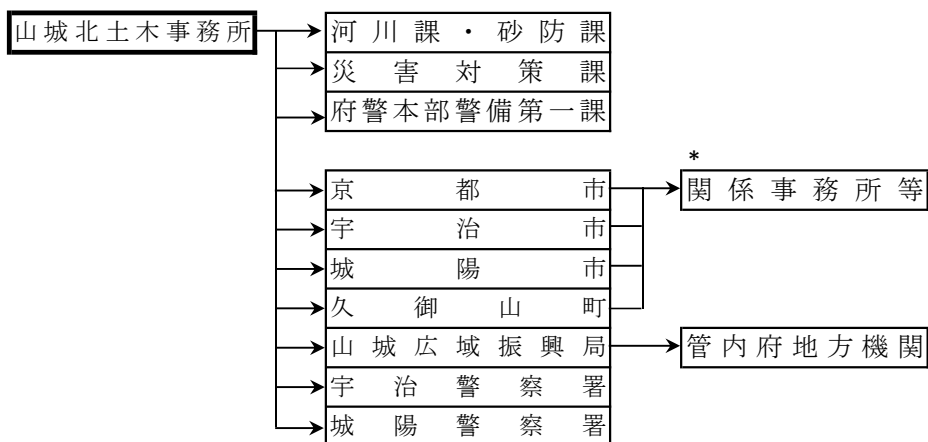 山城北土木事務所
河川課・砂防課
災害対策課
府警本部警備第一課
京都市
*
関係事務所等
宇治市
城陽市
久御山町
山城広域振興局
管内府地方機関
宇治警察署
城陽警察署